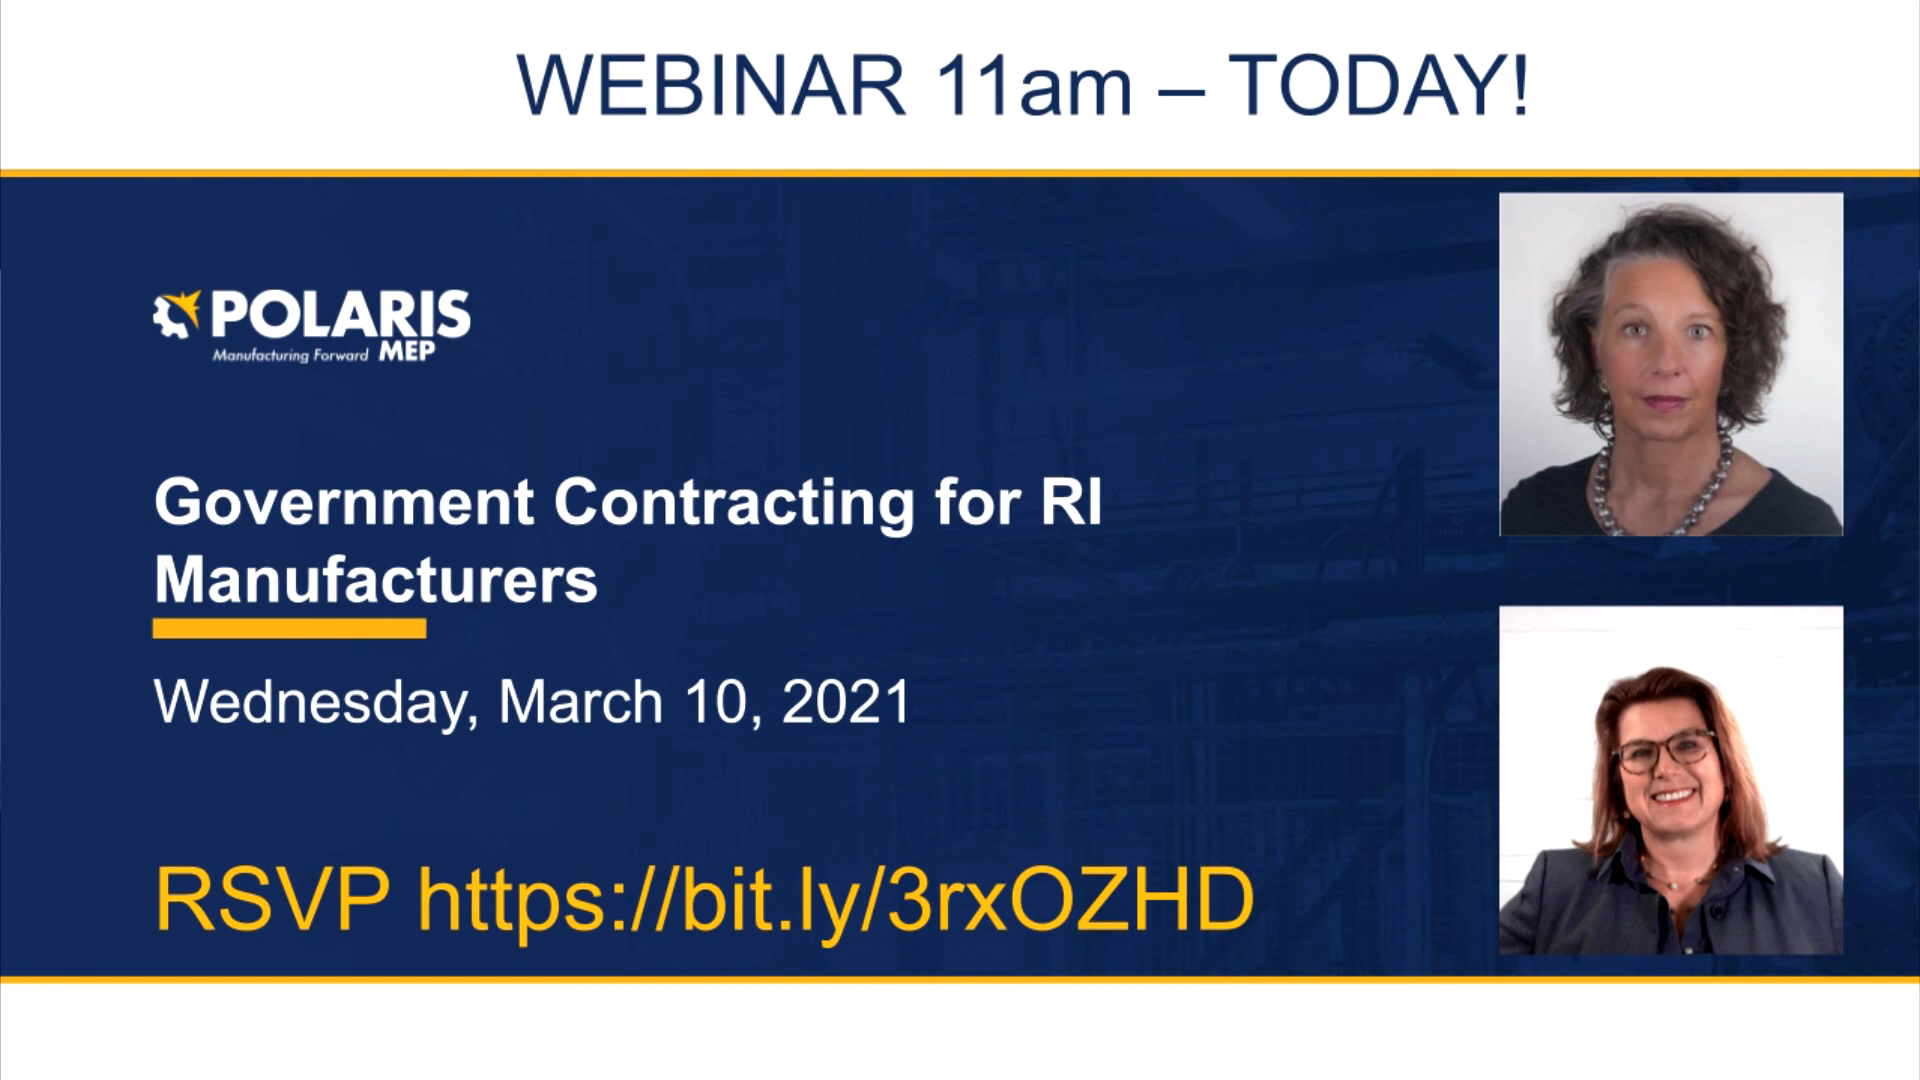 WEBINAR 11am – TODAY!
POLARIS
Manufacturing Forward MEP
Government Contracting for RI
Manufacturers
Wednesday, March 10, 2021
RSVP https://bit.ly/3rxOZHD